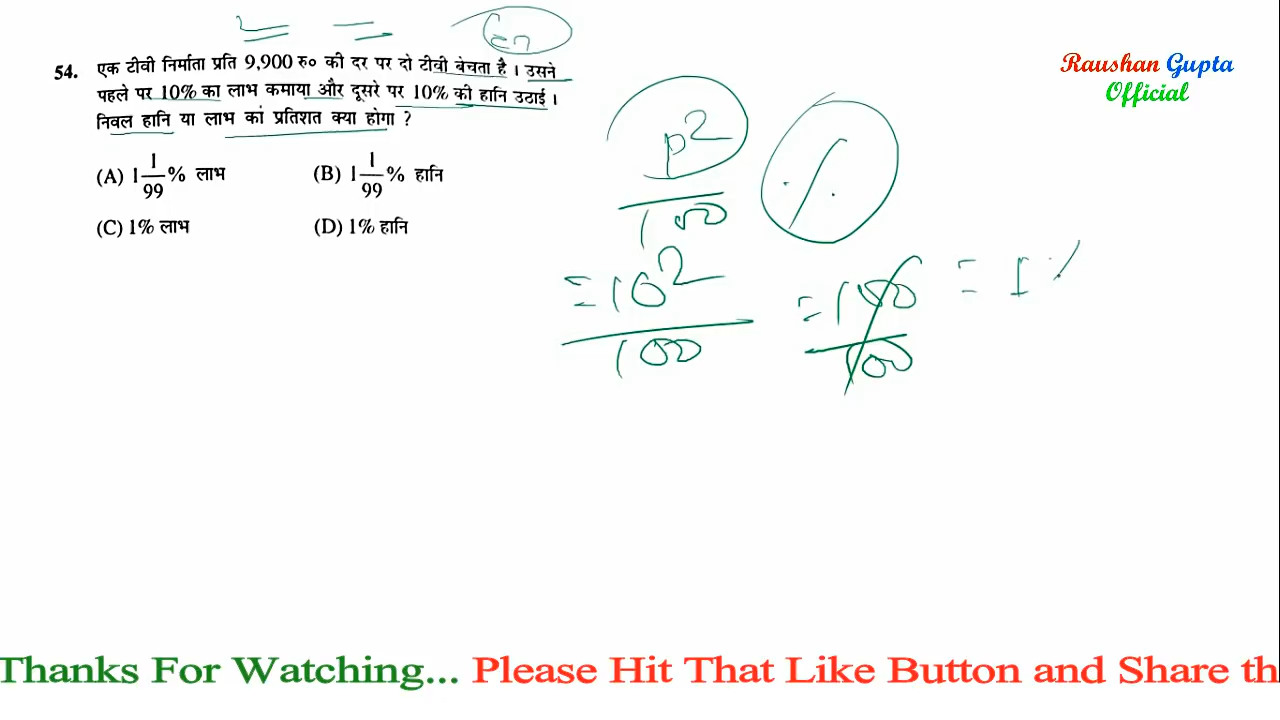 54. एक टीवी निर्माता प्रति 9,900 रु० की दर पर दो टीवी बेचता है। उसने
पहले पर 10% का लाभ कमाया और दूसरे पर 10% की हानि उठाई।
निवल हानि या लाभ का प्रतिशत क्या होगा ?
(A) 1 1/99 % लाभ (B) 1 1/99 % हानि
(C) 1% लाभ (D) 1% हानि
Raushan Gupta
Official
p²
100
%
= 10²
100
= 100
100
= 1%
Thanks For Watching... Please Hit That Like Button and Share th